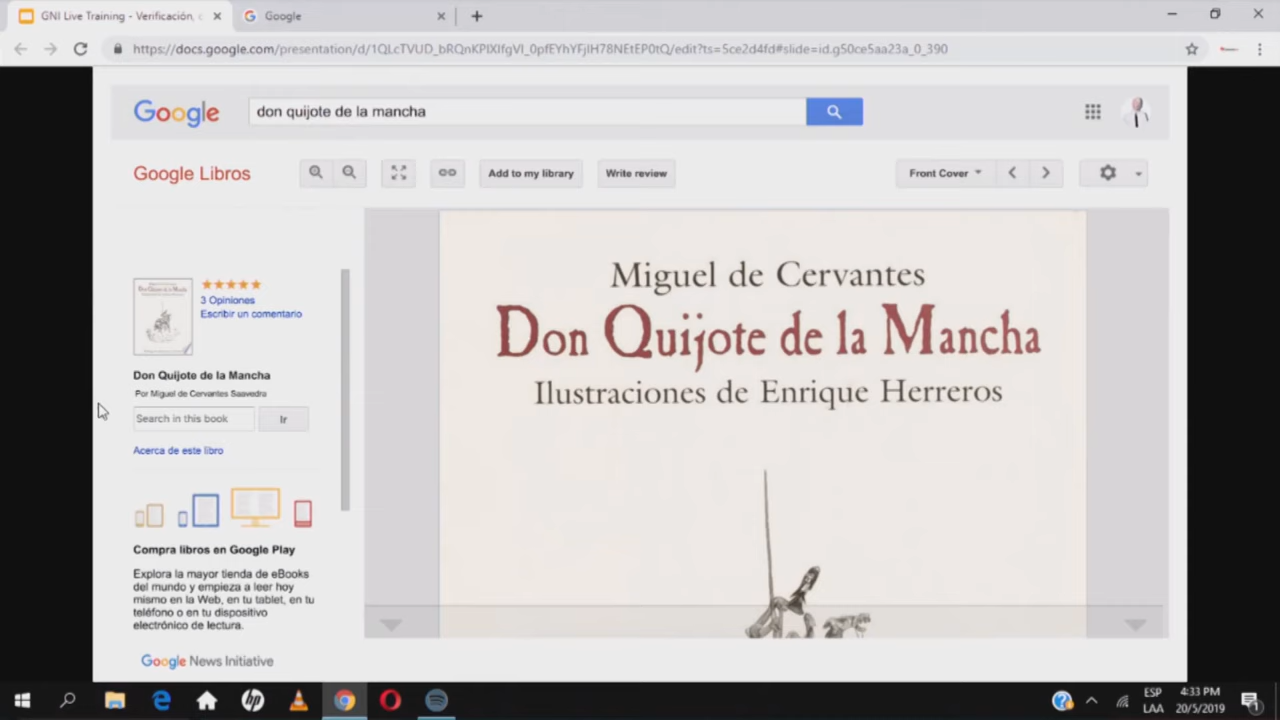 GNI Live Training - Verificación,
Google
https://docs.google.com/presentation/d/1QLcTVUD_bRQnKPIXIfgVI_0pfEYhYFjIH78NEtEP0tQ/edit?ts=5ce2d4fd#slide=id.g50ce5aa23a_0_390
Google
don quijote de la mancha
Google Libros
Add to my library
Write review
Front Cover
3 Opiniones
Escribir un comentario
Don Quijote de la Mancha
Por Miguel de Cervantes Saavedra
Search in this book
Ir
Acerca de este libro
Compra libros en Google Play
Explora la mayor tienda de eBooks
del mundo y empieza a leer hoy
mismo en la Web, en tu tablet, en tu
teléfono o en tu dispositivo
electrónico de lectura.
Google News Initiative
Miguel de Cervantes
Don Quijote de la Mancha
Ilustraciones de Enrique Herreros
hp
ESP
LAA
4:33 PM
20/5/2019
1